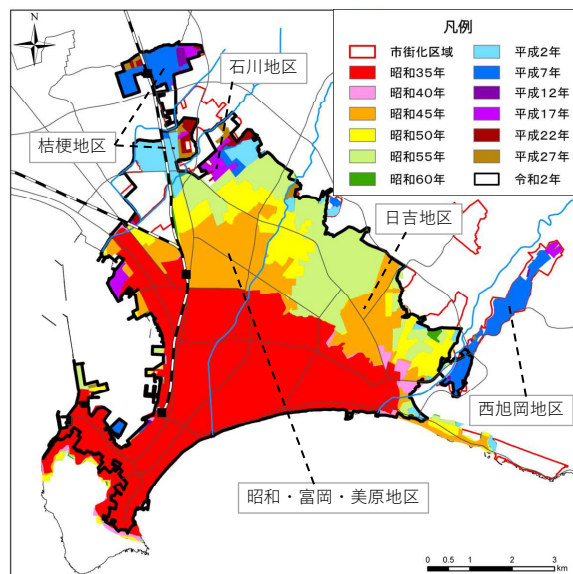 N
凡例
市街化区域
昭和35年
昭和40年
昭和45年
昭和50年
昭和55年
昭和60年
平成2年
平成7年
平成12年
平成17年
平成22年
平成27年
令和2年
石川地区
桔梗地区
日吉地区
西旭岡地区
昭和・富岡・美原地区
0 0.5 1 2 3
km